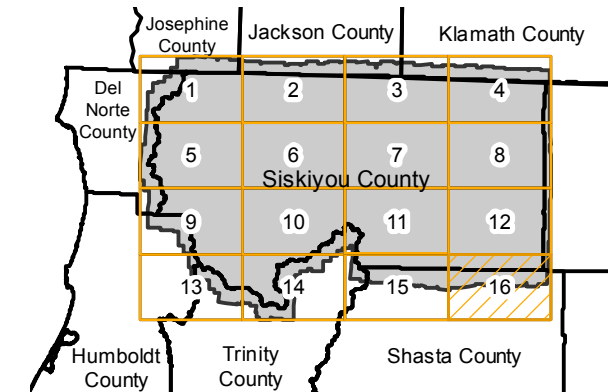 Josephine
County
Jackson County
Klamath County
Del
Norte
County
1
2
3
4
5
6
7
8
Siskiyou County
9
10
11
12
13
14
15
16
Humboldt
County
Trinity
County
Shasta County